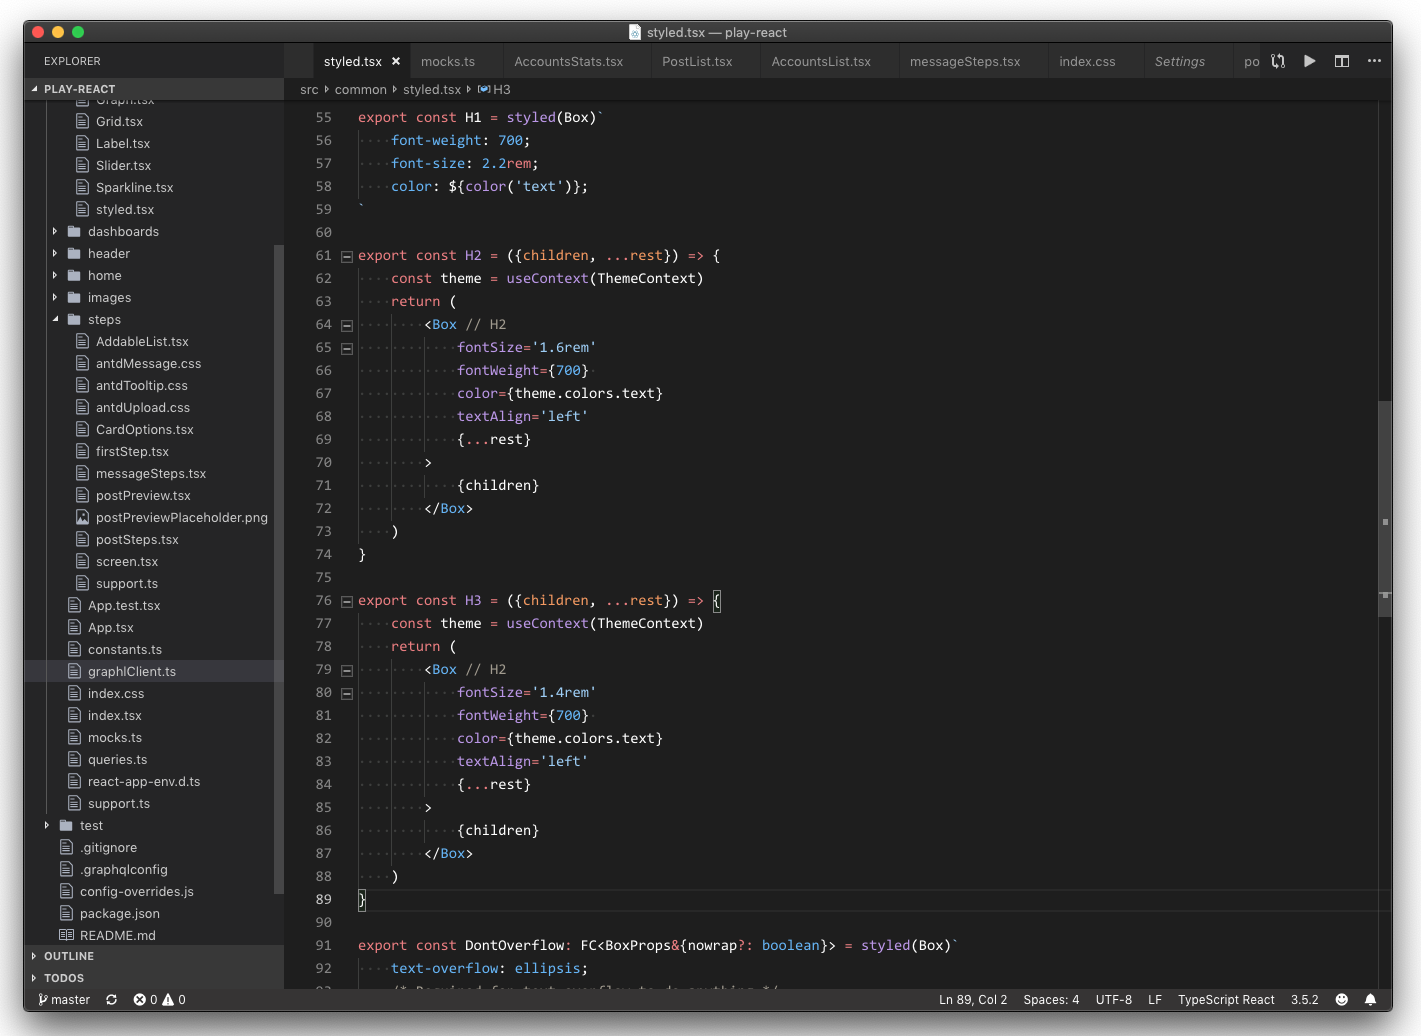 styled.tsx — play-react
EXPLORER
styled.tsx
mocks.ts
AccountsStats.tsx
PostList.tsx
AccountsList.tsx
messageSteps.tsx
index.css
Settings
po
PLAY-REACT
src
common
styled.tsx
H3
Graph.tsx
Grid.tsx
Label.tsx
Slider.tsx
Sparkline.tsx
styled.tsx
dashboards
header
home
images
steps
AddableList.tsx
antdMessage.css
antdTooltip.css
antdUpload.css
CardOptions.tsx
firstStep.tsx
messageSteps.tsx
postPreview.tsx
postPreviewPlaceholder.png
postSteps.tsx
screen.tsx
support.ts
App.test.tsx
App.tsx
constants.ts
graphlClient.ts
index.css
index.tsx
mocks.ts
queries.ts
react-app-env.d.ts
support.ts
test
.gitignore
.graphqlconfig
config-overrides.js
package.json
README.md
OUTLINE
TODOS
55 export const H1 = styled(Box)`
56 font-weight: 700;
57 font-size: 2.2rem;
58 color: ${color('text')};
59 `
60
61 export const H2 = ({children, ...rest}) => {
62 const theme = useContext(ThemeContext)
63 return (
64 <Box // H2
65 fontSize='1.6rem'
66 fontWeight={700}
67 color={theme.colors.text}
68 textAlign='left'
69 {...rest}
70 >
71 {children}
72 </Box>
73 )
74 }
75
76 export const H3 = ({children, ...rest}) => {
77 const theme = useContext(ThemeContext)
78 return (
79 <Box // H2
80 fontSize='1.4rem'
81 fontWeight={700}
82 color={theme.colors.text}
83 textAlign='left'
84 {...rest}
85 >
86 {children}
87 </Box>
88 )
89 }
90
91 export const DontOverflow: FC<BoxProps&{nowrap?: boolean}> = styled(Box)`
92 text-overflow: ellipsis;
93 /* Required for text-overflow to do anything */
master
0
0
Ln 89, Col 2
Spaces: 4
UTF-8
LF
TypeScript React
3.5.2